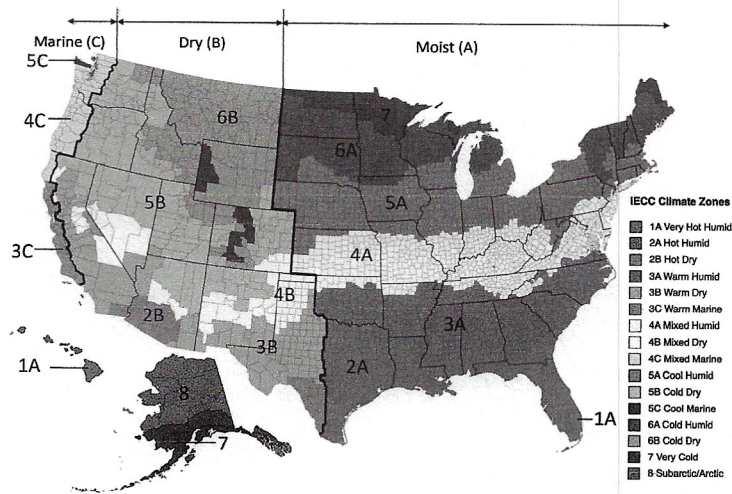 Marine (C)
Dry (B)
Moist (A)
5C
4C
6B
7
6A
5B
5A
3C
4A
4B
2B
3B
3A
2A
1A
8
7
1A
IECC Climate Zones
1A Very Hot Humid
2A Hot Humid
2B Hot Dry
3A Warm Humid
3B Warm Dry
3C Warm Marine
4A Mixed Humid
4B Mixed Dry
4C Mixed Marine
5A Cool Humid
5B Cold Dry
5C Cool Marine
6A Cold Humid
6B Cold Dry
7 Very Cold
8 Subarctic/Arctic